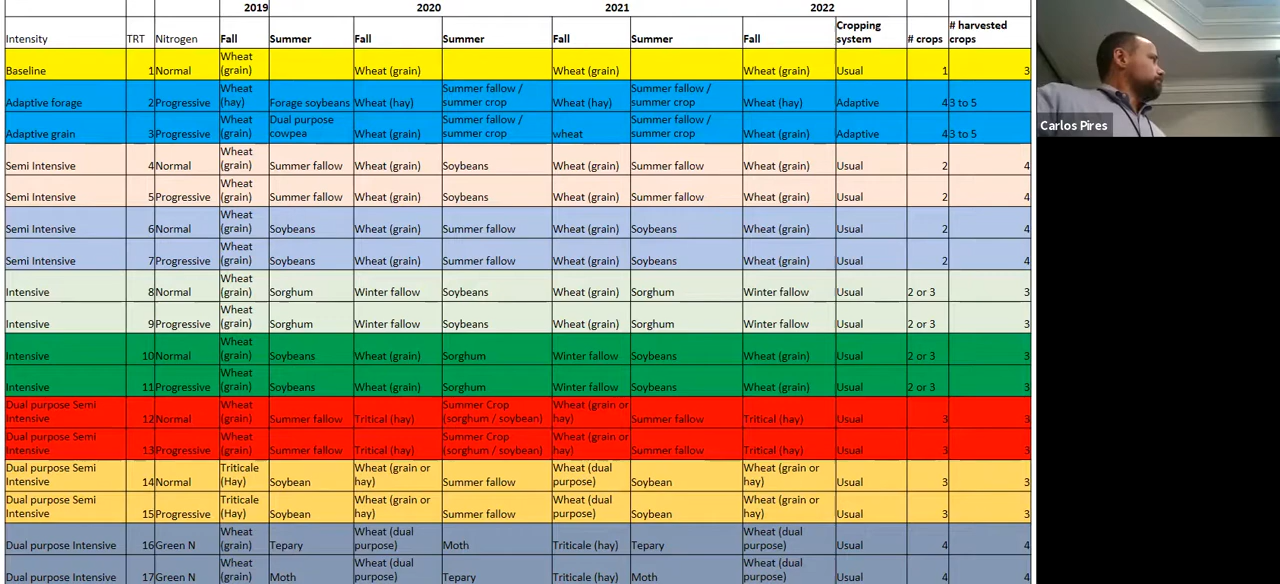 2019 2020 2021 2022
Intensity TRT Nitrogen Fall Summer Fall Summer Fall Summer Fall Cropping system # crops # harvested crops
Baseline 1 Normal Wheat (grain) Wheat (grain) Wheat (grain) Wheat (grain) Usual 1 3
Adaptive forage 2 Progressive Wheat (hay) Forage soybeans Wheat (hay) Summer fallow / summer crop Wheat (hay) Summer fallow / summer crop Wheat (hay) Adaptive 4 3 to 5
Adaptive grain 3 Progressive Wheat (grain) Dual purpose cowpea Wheat (grain) Summer fallow / summer crop wheat Summer fallow / summer crop Wheat (grain) Adaptive 4 3 to 5
Semi Intensive 4 Normal Wheat (grain) Summer fallow Wheat (grain) Soybeans Wheat (grain) Summer fallow Wheat (grain) Usual 2 4
Semi Intensive 5 Progressive Wheat (grain) Summer fallow Wheat (grain) Soybeans Wheat (grain) Summer fallow Wheat (grain) Usual 2 4
Semi Intensive 6 Normal Wheat (grain) Soybeans Wheat (grain) Summer fallow Wheat (grain) Soybeans Wheat (grain) Usual 2 4
Semi Intensive 7 Progressive Wheat (grain) Soybeans Wheat (grain) Summer fallow Wheat (grain) Soybeans Wheat (grain) Usual 2 4
Intensive 8 Normal Wheat (grain) Sorghum Winter fallow Soybeans Wheat (grain) Sorghum Winter fallow Usual 2 or 3 3
Intensive 9 Progressive Wheat (grain) Sorghum Winter fallow Soybeans Wheat (grain) Sorghum Winter fallow Usual 2 or 3 3
Intensive 10 Normal Wheat (grain) Soybeans Wheat (grain) Sorghum Winter fallow Soybeans Wheat (grain) Usual 2 or 3 3
Intensive 11 Progressive Wheat (grain) Soybeans Wheat (grain) Sorghum Winter fallow Soybeans Wheat (grain) Usual 2 or 3 3
Dual purpose Semi Intensive 12 Normal Wheat (grain) Summer fallow Tritical (hay) Summer Crop (sorghum / soybean) Wheat (grain or hay) Summer fallow Tritical (hay) Usual 3 3
Dual purpose Semi Intensive 13 Progressive Wheat (grain) Summer fallow Tritical (hay) Summer Crop (sorghum / soybean) Wheat (grain or hay) Summer fallow Tritical (hay) Usual 3 3
Dual purpose Semi Intensive 14 Normal Triticale (Hay) Soybean Wheat (grain or hay) Summer fallow Wheat (dual purpose) Soybean Wheat (grain or hay) Usual 3 3
Dual purpose Semi Intensive 15 Progressive Triticale (Hay) Soybean Wheat (grain or hay) Summer fallow Wheat (dual purpose) Soybean Wheat (grain or hay) Usual 3 3
Dual purpose Intensive 16 Green N Wheat (grain) Tepary Wheat (dual purpose) Moth Triticale (hay) Tepary Wheat (dual purpose) Usual 4 4
Dual purpose Intensive 17 Green N Wheat (grain) Moth Wheat (dual purpose) Tepary Triticale (hay) Moth Wheat (dual purpose) Usual 4 4
Carlos Pires